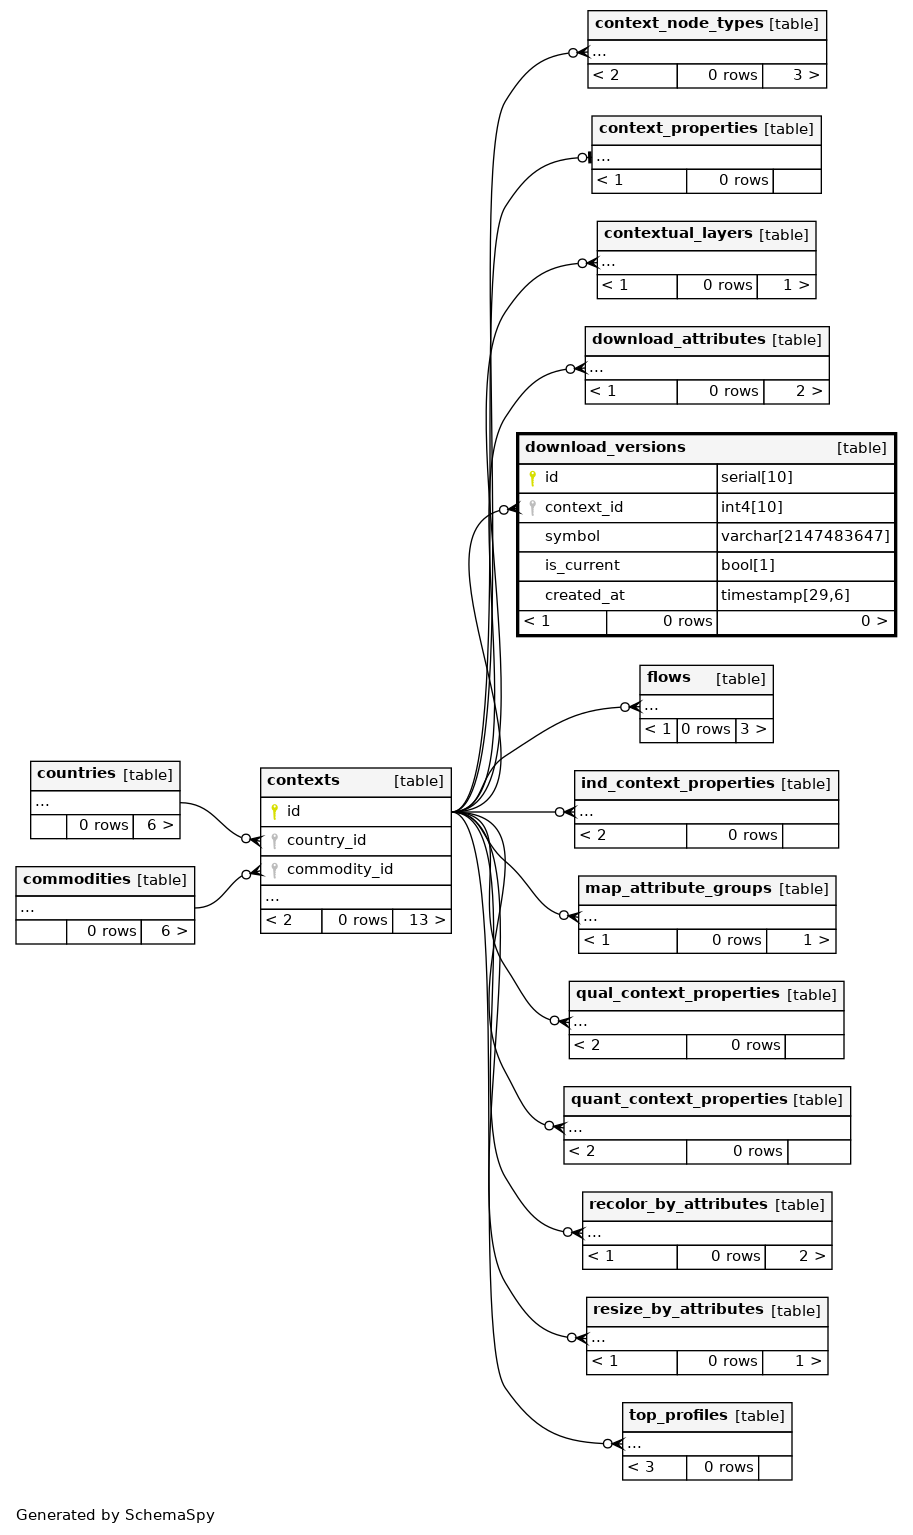 context_node_types [table]
...
< 2 0 rows 3 >
context_properties [table]
...
< 1 0 rows
contextual_layers [table]
...
< 1 0 rows 1 >
download_attributes [table]
...
< 1 0 rows 2 >
download_versions [table]
id serial[10]
context_id int4[10]
symbol varchar[2147483647]
is_current bool[1]
created_at timestamp[29,6]
< 1 0 rows 0 >
flows [table]
...
< 1 0 rows 3 >
countries [table]
...
0 rows 6 >
commodities [table]
...
0 rows 6 >
contexts [table]
id
country_id
commodity_id
...
< 2 0 rows 13 >
ind_context_properties [table]
...
< 2 0 rows
map_attribute_groups [table]
...
< 1 0 rows 1 >
qual_context_properties [table]
...
< 2 0 rows
quant_context_properties [table]
...
< 2 0 rows
recolor_by_attributes [table]
...
< 1 0 rows 2 >
resize_by_attributes [table]
...
< 1 0 rows 1 >
top_profiles [table]
...
< 3 0 rows
Generated by SchemaSpy